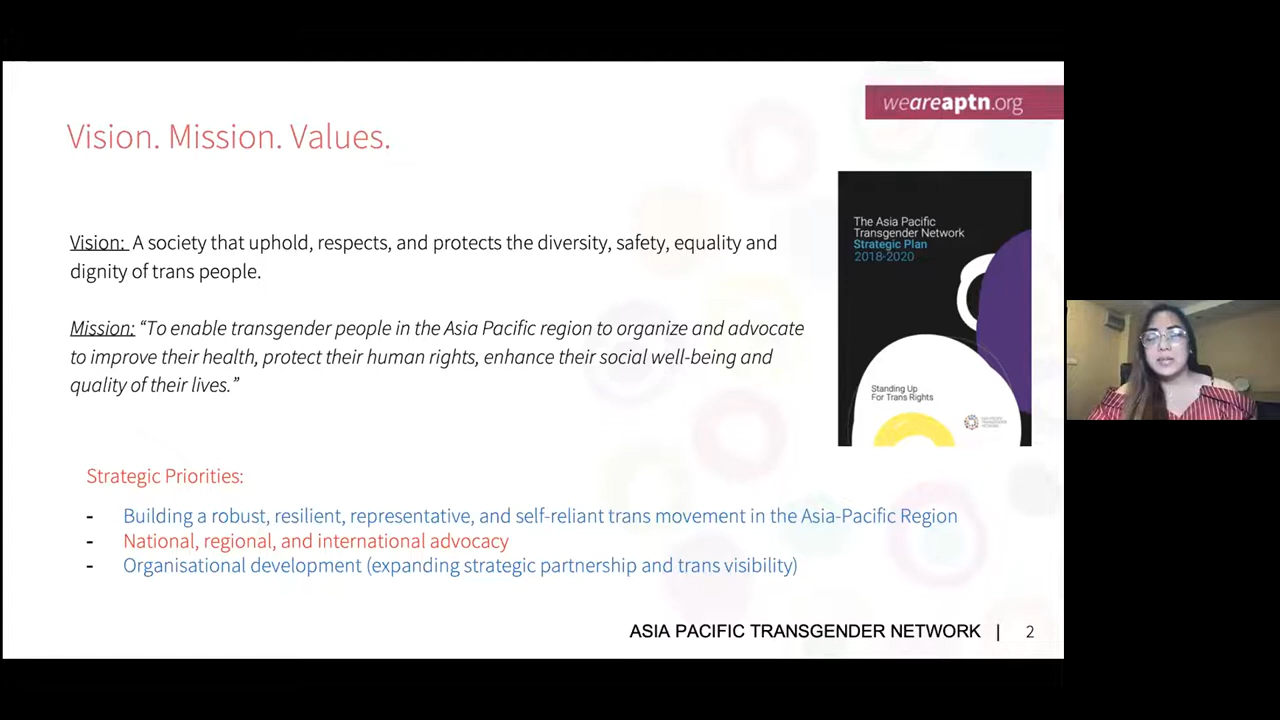 weareaptn.org
Vision. Mission. Values.
The Asia Pacific
Transgender Network
Strategic Plan
2018-2020
Vision: A society that uphold, respects, and protects the diversity, safety, equality and
dignity of trans people.
Mission: “To enable transgender people in the Asia Pacific region to organize and advocate
to improve their health, protect their human rights, enhance their social well-being and
quality of their lives.”
Standing Up
For Trans Rights
ASIA PACIFIC
TRANSGENDER
NETWORK
Strategic Priorities:
- Building a robust, resilient, representative, and self-reliant trans movement in the Asia-Pacific Region
- National, regional, and international advocacy
- Organisational development (expanding strategic partnership and trans visibility)
ASIA PACIFIC TRANSGENDER NETWORK | 2